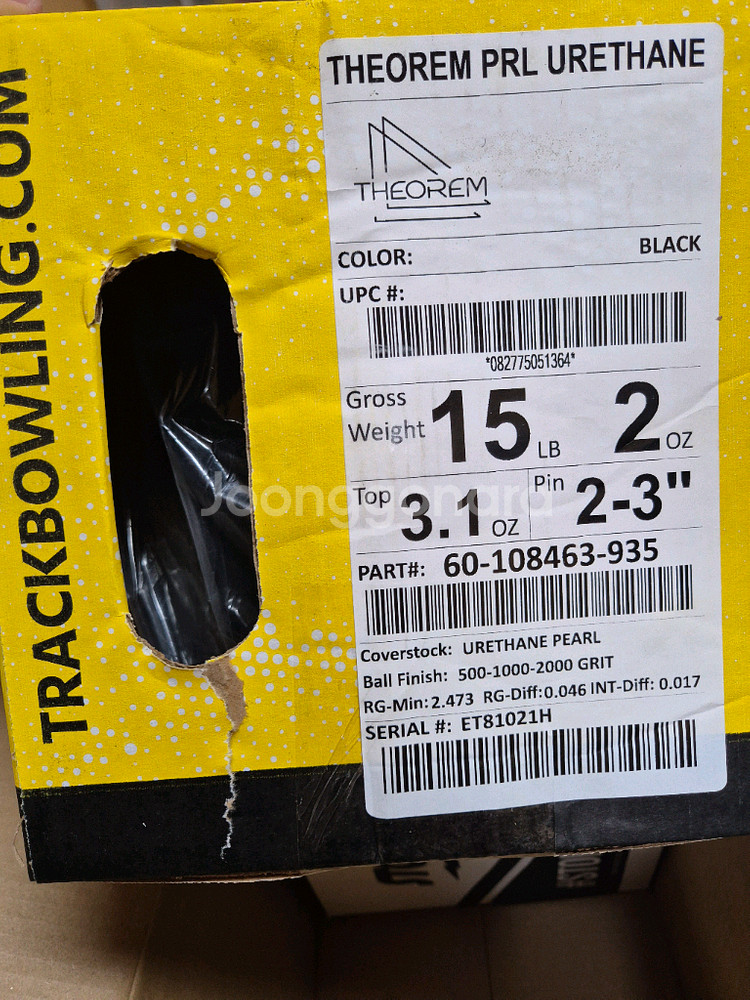 TRACKBOWLING.COM
THEOREM PRL URETHANE
THEOREM
COLOR: BLACK
UPC #:
*082775051364*
Gross Weight 15 LB 2 OZ
Top 3.1 OZ Pin 2-3"
Joonggonara
PART#: 60-108463-935
Coverstock: URETHANE PEARL
Ball Finish: 500-1000-2000 GRIT
RG-Min: 2.473 RG-Diff: 0.046 INT-Diff: 0.017
SERIAL #: ET81021H